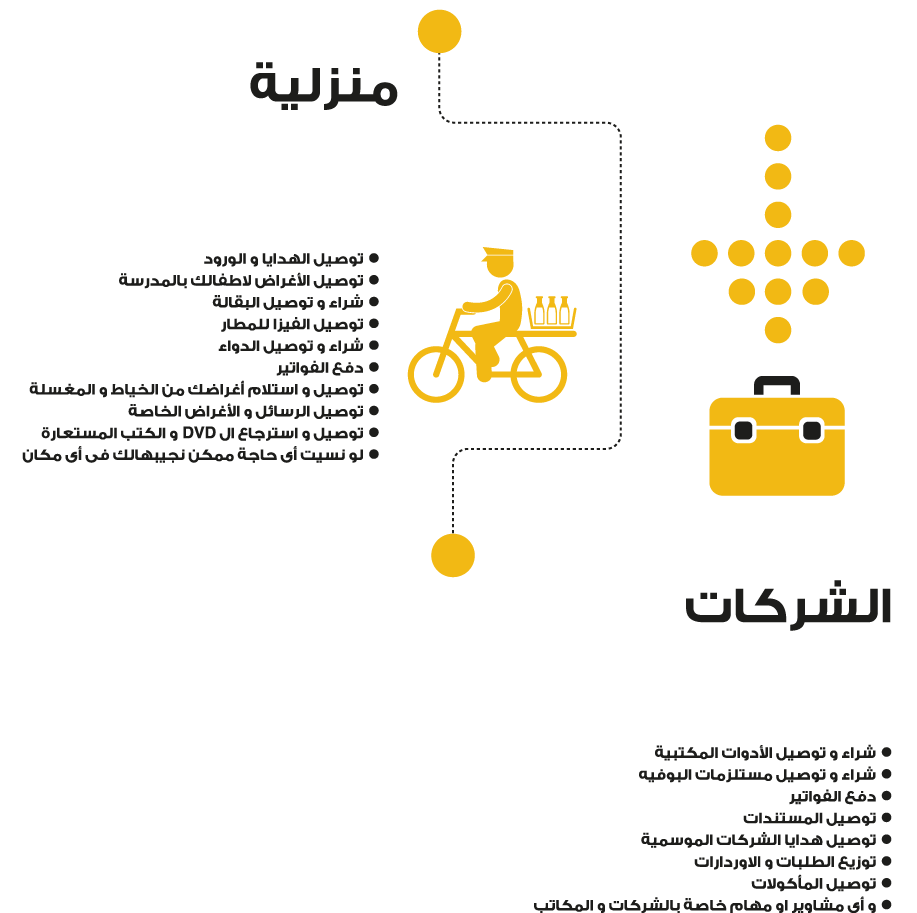 منزلية
● توصيل الهدايا و الورود
● توصيل الأغراض لاطفالك بالمدرسة
● شراء و توصيل البقالة
● توصيل الفيزا للمطار
● شراء و توصيل الدواء
● دفع الفواتير
● توصيل و استلام أغراضك من الخياط و المغسلة
● توصيل الرسائل و الأغراض الخاصة
● توصيل و استرجاع ال DVD و الكتب المستعارة
● لو نسيت أى حاجة ممكن نجيبهالك فى أى مكان
الشركات
● شراء و توصيل الأدوات المكتبية
● شراء و توصيل مستلزمات البوفيه
● دفع الفواتير
● توصيل المستندات
● توصيل هدايا الشركات الموسمية
● توزيع الطلبات و الاوردارات
● توصيل المأكولات
● و أى مشاوير او مهام خاصة بالشركات و المكاتب